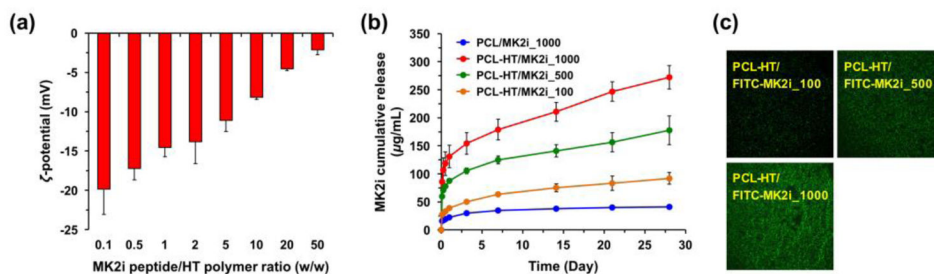 (a)
0
-5
-10
-15
-20
-25
ζ-potential (mV)
0.1 0.5 1 2 5 10 20 50
MK2i peptide/HT polymer ratio (w/w)
(b)
350
300
250
200
150
100
50
0
MK2i cumulative release
(µg/mL)
PCL/MK2i_1000
PCL-HT/MK2i_1000
PCL-HT/MK2i_500
PCL-HT/MK2i_100
0 5 10 15 20 25 30
Time (Day)
(c)
PCL-HT/
FITC-MK2i_100
PCL-HT/
FITC-MK2i_500
PCL-HT/
FITC-MK2i_1000